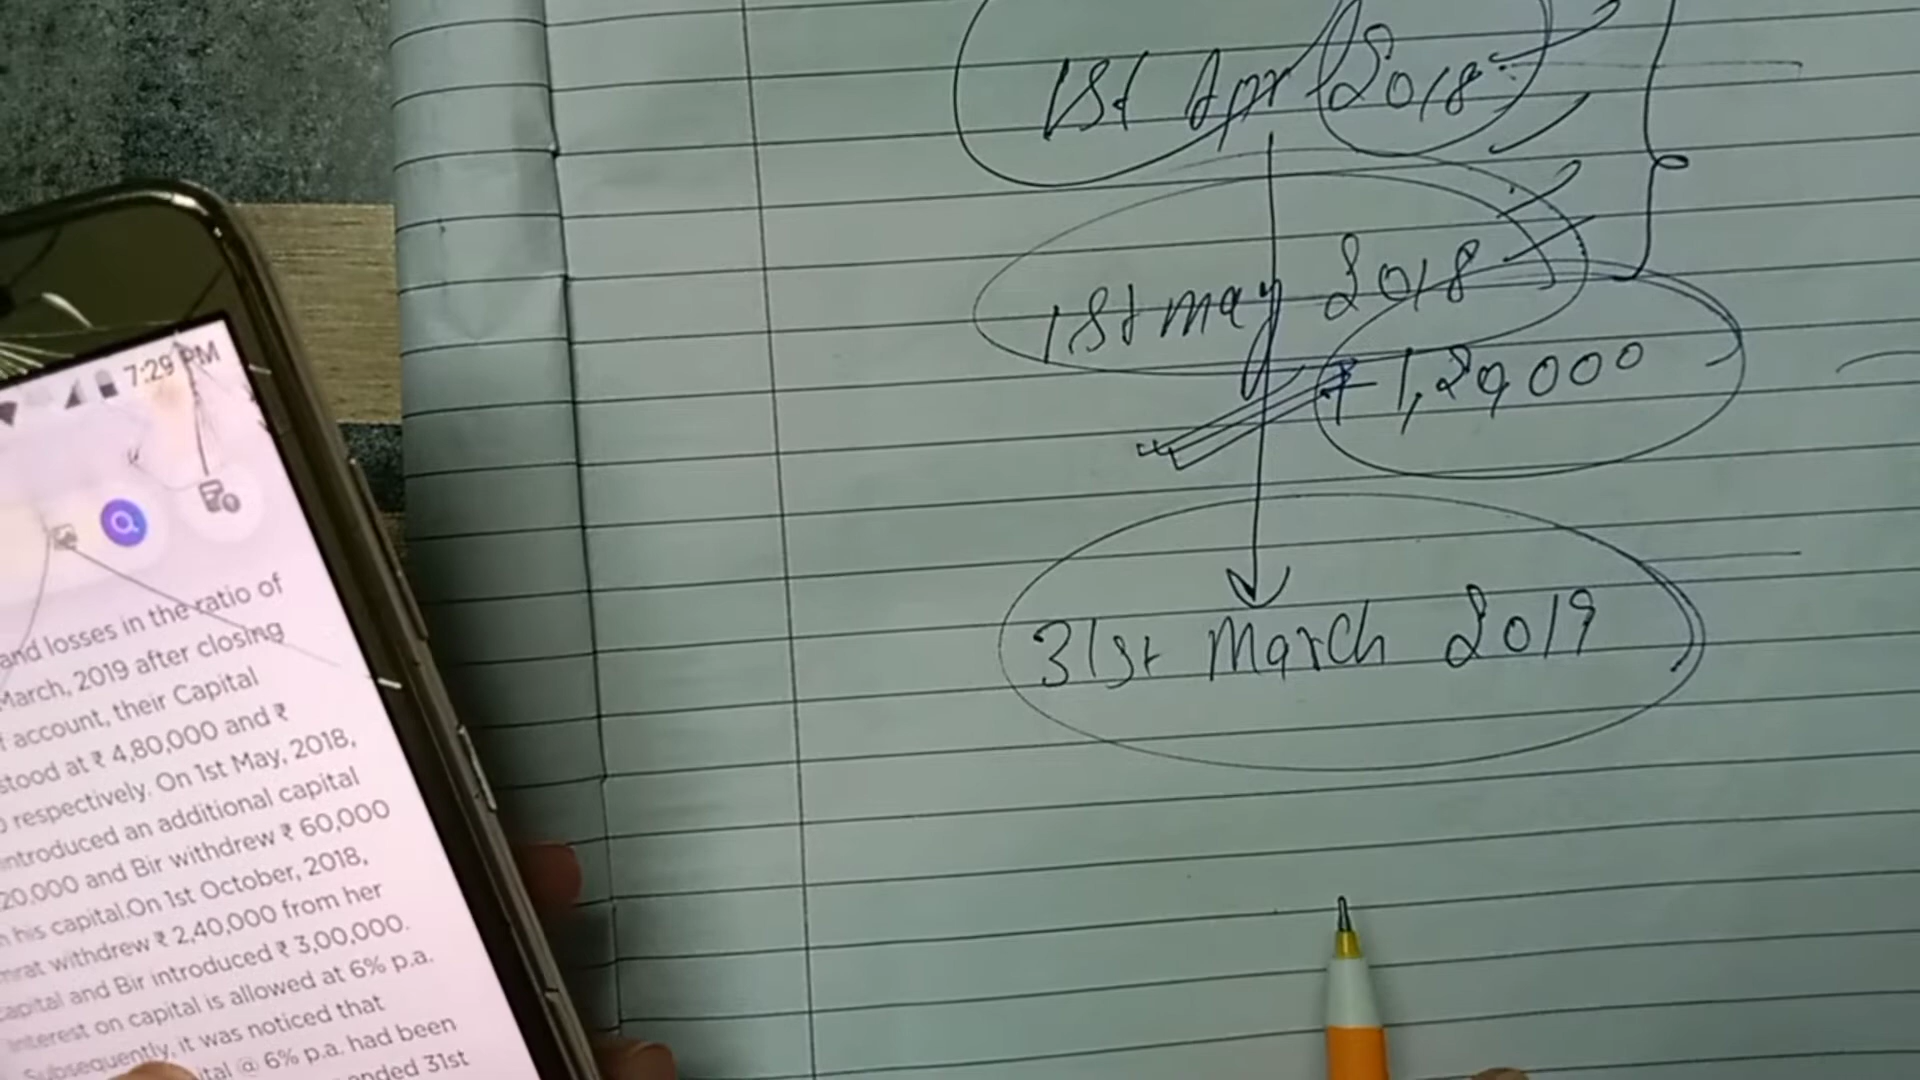 7:29 PM
and losses in the ratio of
March, 2019 after closing
account, their Capital
stood at ₹ 4,80,000 and ₹
respectively. On 1st May, 2018,
introduced an additional capital
20,000 and Bir withdrew ₹ 60,000
his capital.On 1st October, 2018,
withdrew ₹ 2,40,000 from her
capital and Bir introduced ₹ 3,00,000.
Interest on capital is allowed at 6% p.a.
Subsequently, it was noticed that
@ 6% p.a. had been
31st
1st Apr 2018
1st may 2018
+ 1,20,000
31st March 2019